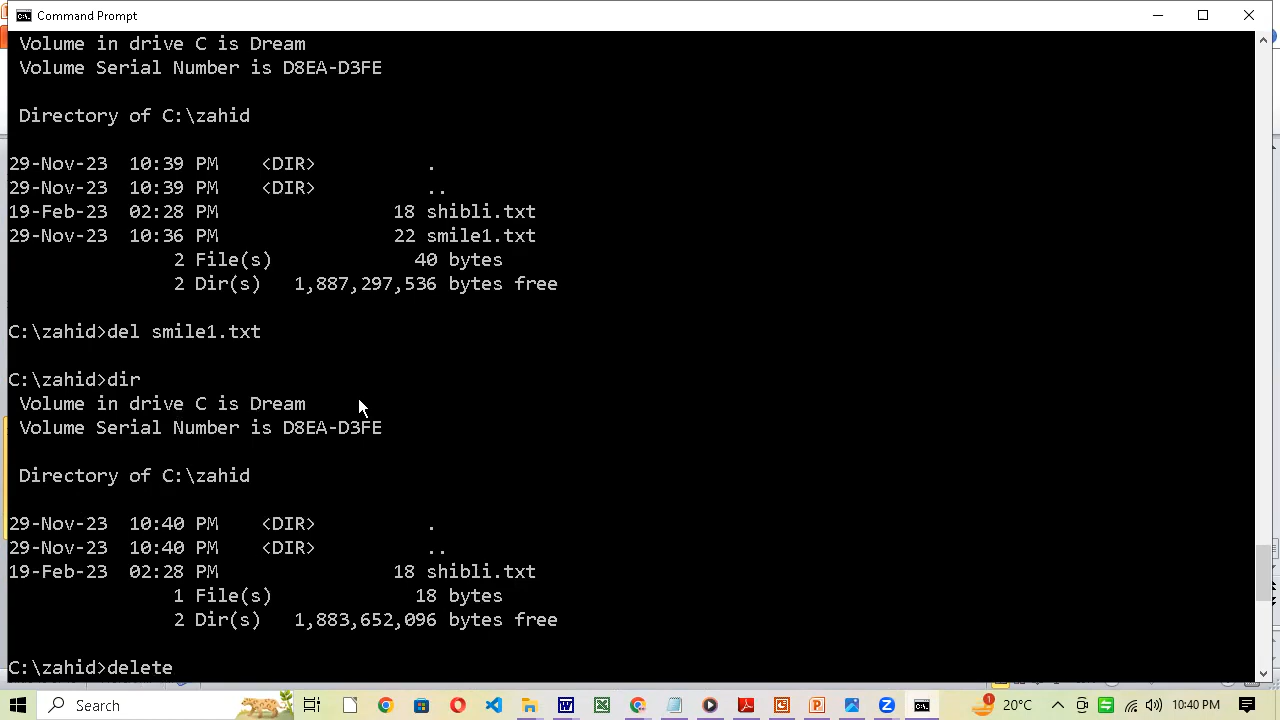 Command Prompt
Volume in drive C is Dream
Volume Serial Number is D8EA-D3FE
Directory of C:\zahid
29-Nov-23  10:39 PM    <DIR>          .
29-Nov-23  10:39 PM    <DIR>          ..
19-Feb-23  02:28 PM                18 shibli.txt
29-Nov-23  10:36 PM                22 smile1.txt
2 File(s)             40 bytes
2 Dir(s)   1,887,297,536 bytes free
C:\zahid>del smile1.txt
C:\zahid>dir
Volume in drive C is Dream
Volume Serial Number is D8EA-D3FE
Directory of C:\zahid
29-Nov-23  10:40 PM    <DIR>          .
29-Nov-23  10:40 PM    <DIR>          ..
19-Feb-23  02:28 PM                18 shibli.txt
1 File(s)             18 bytes
2 Dir(s)   1,883,652,096 bytes free
C:\zahid>delete
Search 1 20°C 10:40 PM